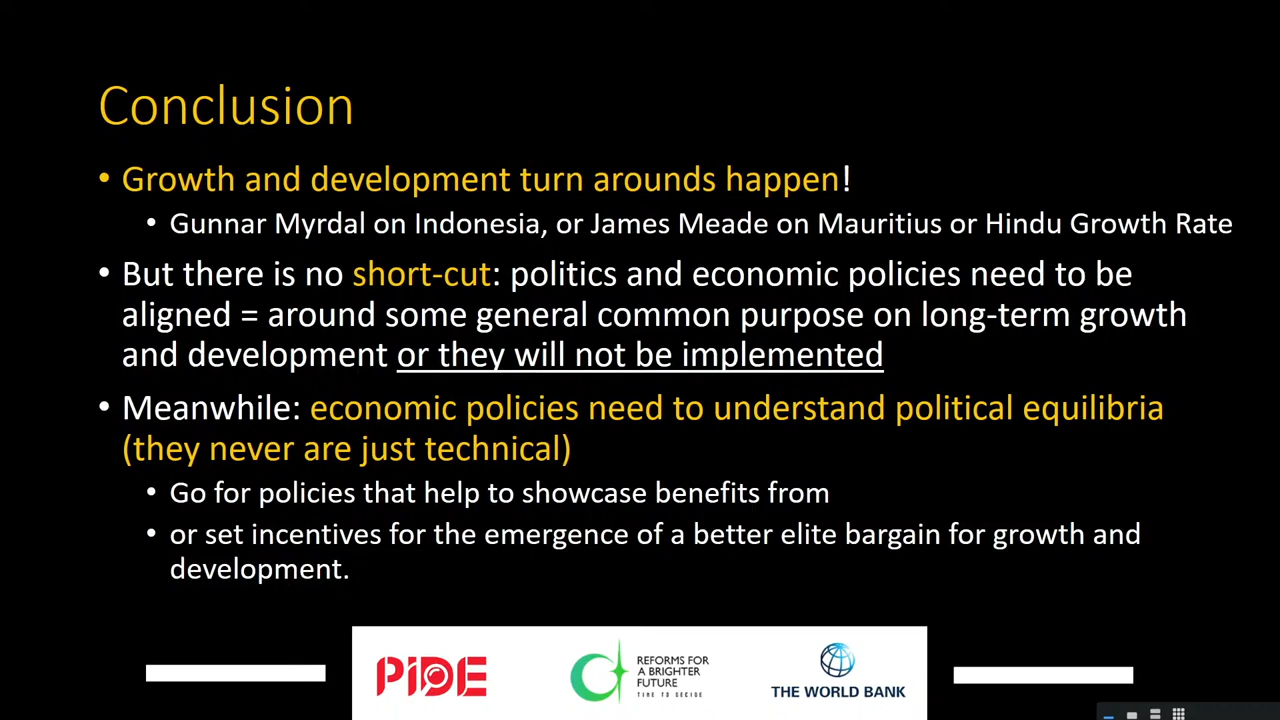 Conclusion
• Growth and development turn arounds happen!
• Gunnar Myrdal on Indonesia, or James Meade on Mauritius or Hindu Growth Rate
• But there is no short-cut: politics and economic policies need to be
aligned = around some general common purpose on long-term growth
and development or they will not be implemented
• Meanwhile: economic policies need to understand political equilibria
(they never are just technical)
• Go for policies that help to showcase benefits from
• or set incentives for the emergence of a better elite bargain for growth and
development.
PIDE
REFORMS FOR
A BRIGHTER
FUTURE
TIME TO DECIDE
THE WORLD BANK